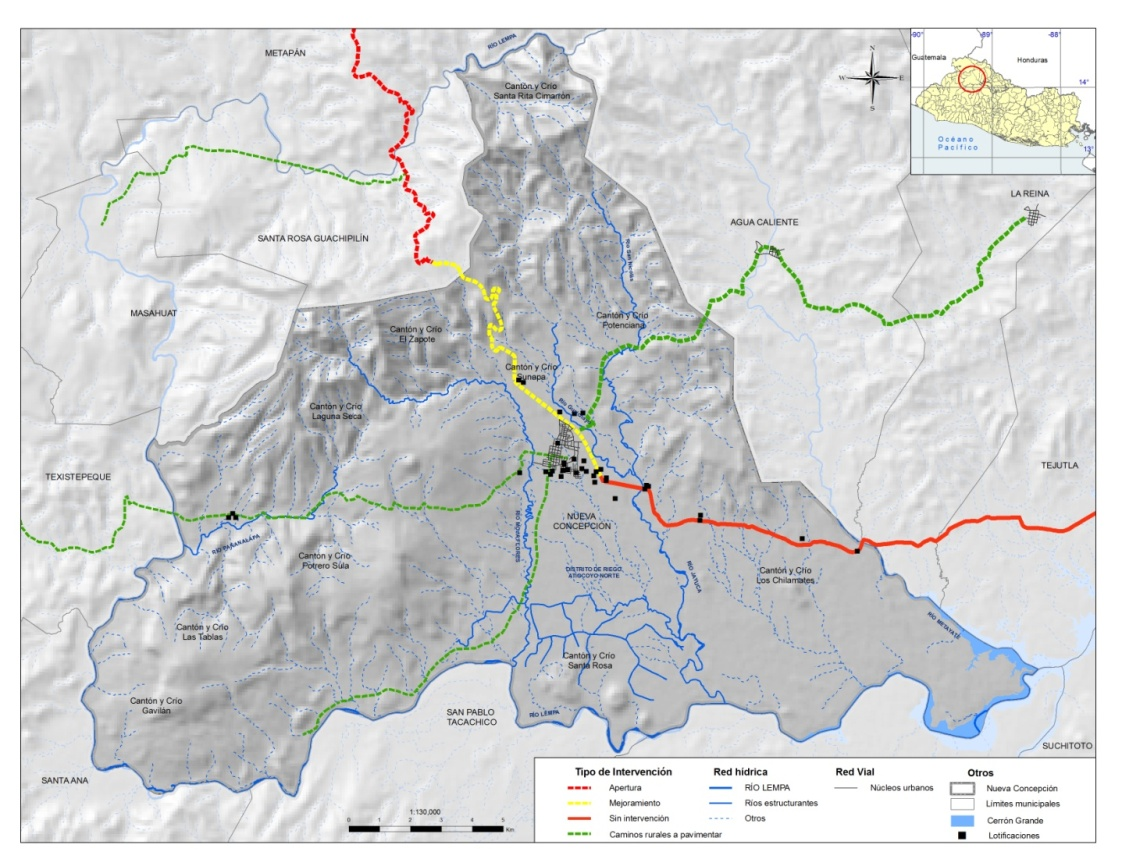 METAPÁN
RÍO LEMPA
Cantón y Crío
Santa Rita Cimarrón
N
W
E
S
-90°
-89°
-88°
Guatemala
Honduras
14°
13°
Océano
Pacífico
LA REINA
AGUA CALIENTE
SANTA ROSA GUACHIPILÍN
MASAHUAT
Cantón y Crío
El Zapote
Cantón y Crío
Potenciana
Cantón y Crío
Sunapa
Cantón y Crío
Laguna Seca
TEXISTEPEQUE
TEJUTLA
NUEVA
CONCEPCIÓN
Cantón y Crío
Potrero Sula
DISTRITO DE RIEGO
ATIOCOYO NORTE
Cantón y Crío
Los Chilamates
Cantón y Crío
Las Tablas
Cantón y Crío
Santa Rosa
Cantón y Crío
Gavilán
SAN PABLO
TACACHICO
RÍO LEMPA
SUCHITOTO
SANTA ANA
1:130,000
0 1 2 3 4 5
Km
Tipo de Intervención
Apertura
Mejoramiento
Sin intervención
Caminos rurales a pavimentar
Red hídrica
RÍO LEMPA
Ríos estructurantes
Otros
Red Vial
Núcleos urbanos
Otros
Nueva Concepción
Límites municipales
Cerrón Grande
Lotificaciones